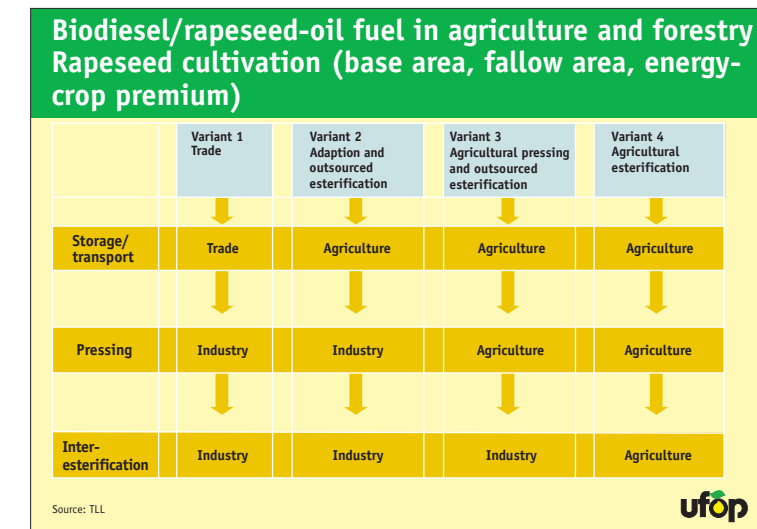 Biodiesel/rapeseed-oil fuel in agriculture and forestry
Rapeseed cultivation (base area, fallow area, energy-
crop premium)
Variant 1
Trade
Variant 2
Adaption and
outsourced
esterification
Variant 3
Agricultural pressing
and outsourced
esterification
Variant 4
Agricultural
esterification
Storage/
transport
Trade
Agriculture
Agriculture
Agriculture
Pressing
Industry
Industry
Agriculture
Agriculture
Inter-
esterification
Industry
Industry
Industry
Agriculture
Source: TLL
ufop